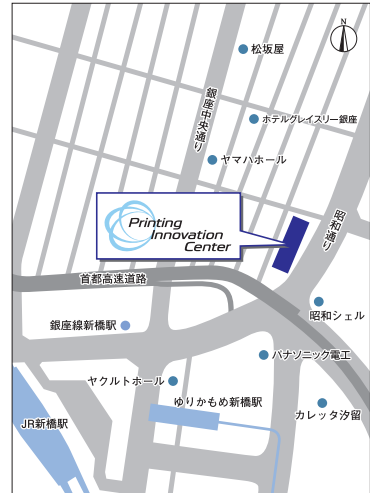 N
松坂屋
銀座中央通り
ホテルグレイスリー銀座
ヤマハホール
昭和通り
Printing
Innovation
Center
首都高速道路
昭和シェル
銀座線新橋駅
パナソニック電工
ヤクルトホール
ゆりかもめ新橋駅
カレッタ汐留
JR新橋駅